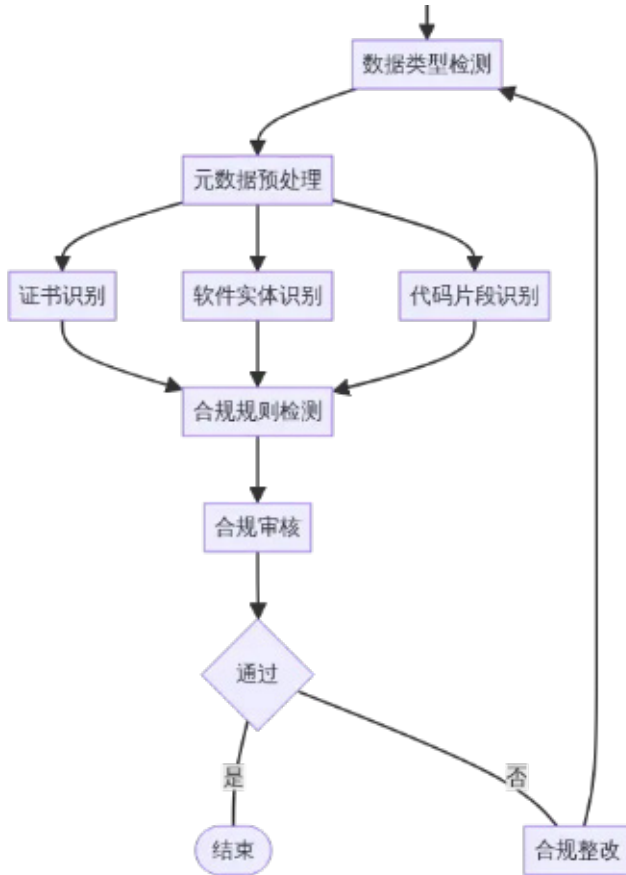 数据类型检测
元数据预处理
证书识别
软件实体识别
代码片段识别
合规规则检测
合规审核
通过
是
否
结束
合规整改